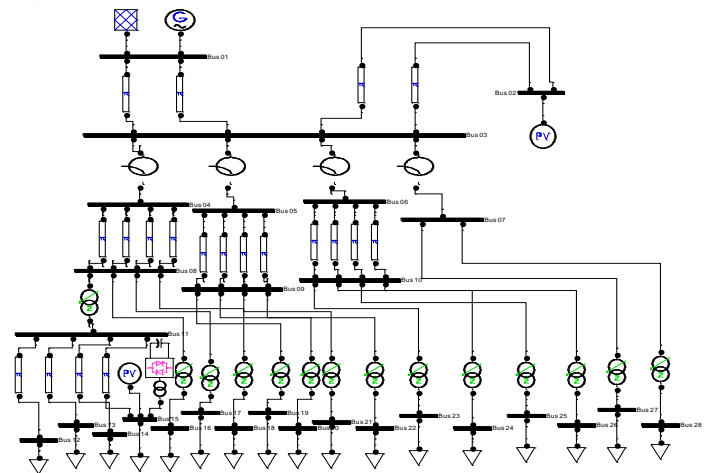 G
Bus 01
π π π π
Bus 02
Bus 03
PV
Bus 04
Bus 05
Bus 06
Bus 07
π π π π π π π π π π π π
Bus 08
Bus 09
Bus 10
Bus 11
π π π PV
Bus 12
Bus 13
Bus 14
Bus 15
Bus 16
Bus 17
Bus 18
Bus 19
Bus 21
Bus 22
Bus 23
Bus 24
Bus 25
Bus 26
Bus 27
Bus 28